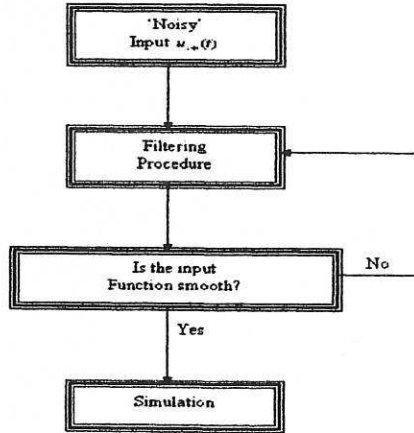 'Noisy'
Input
Filtering
Procedure
Is the input
Function smooth?
No
Yes
Simulation